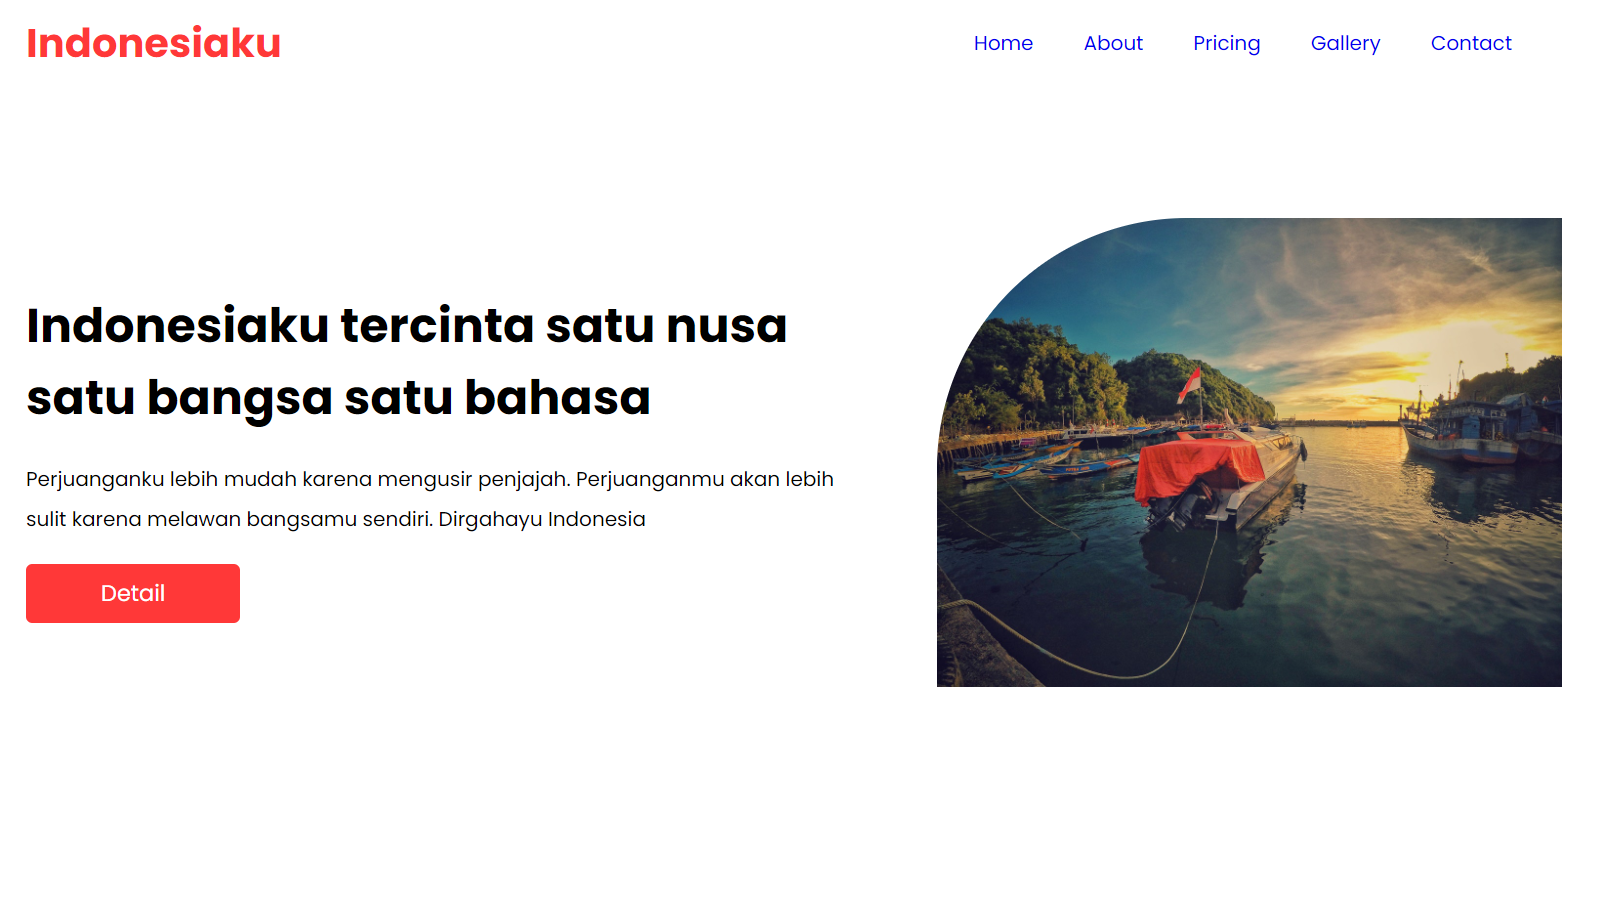 Indonesiaku
Home About Pricing Gallery Contact
Indonesiaku tercinta satu nusa
satu bangsa satu bahasa
Perjuanganku lebih mudah karena mengusir penjajah. Perjuanganmu akan lebih
sulit karena melawan bangsamu sendiri. Dirgahayu Indonesia
Detail